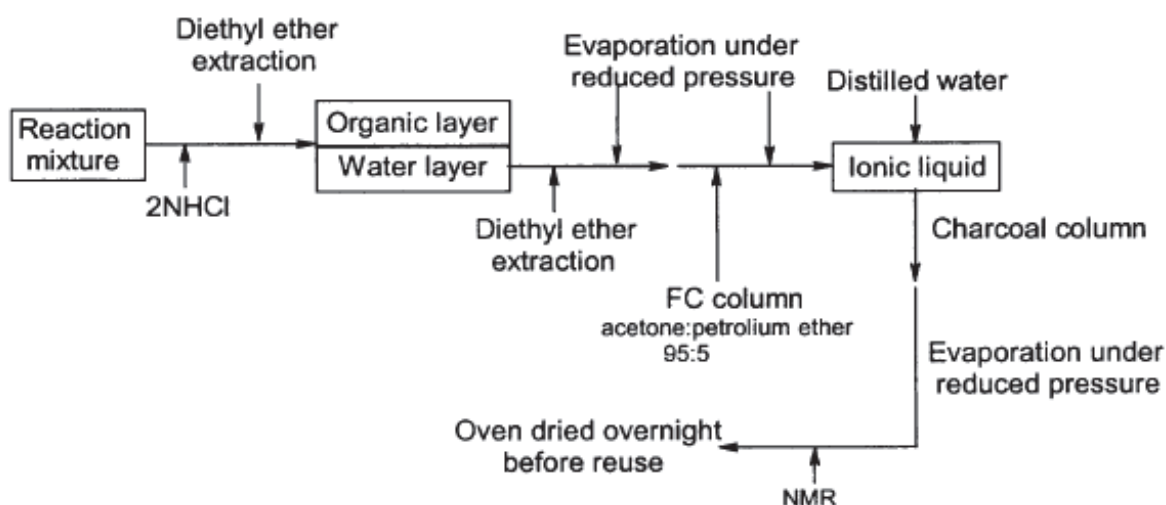 Diethyl ether
extraction
Reaction
mixture
2NHCl
Organic layer
Water layer
Evaporation under
reduced pressure
Diethyl ether
extraction
FC column
acetone:petrolium ether
95:5
Distilled water
Ionic liquid
Charcoal column
Evaporation under
reduced pressure
Oven dried overnight
before reuse
NMR